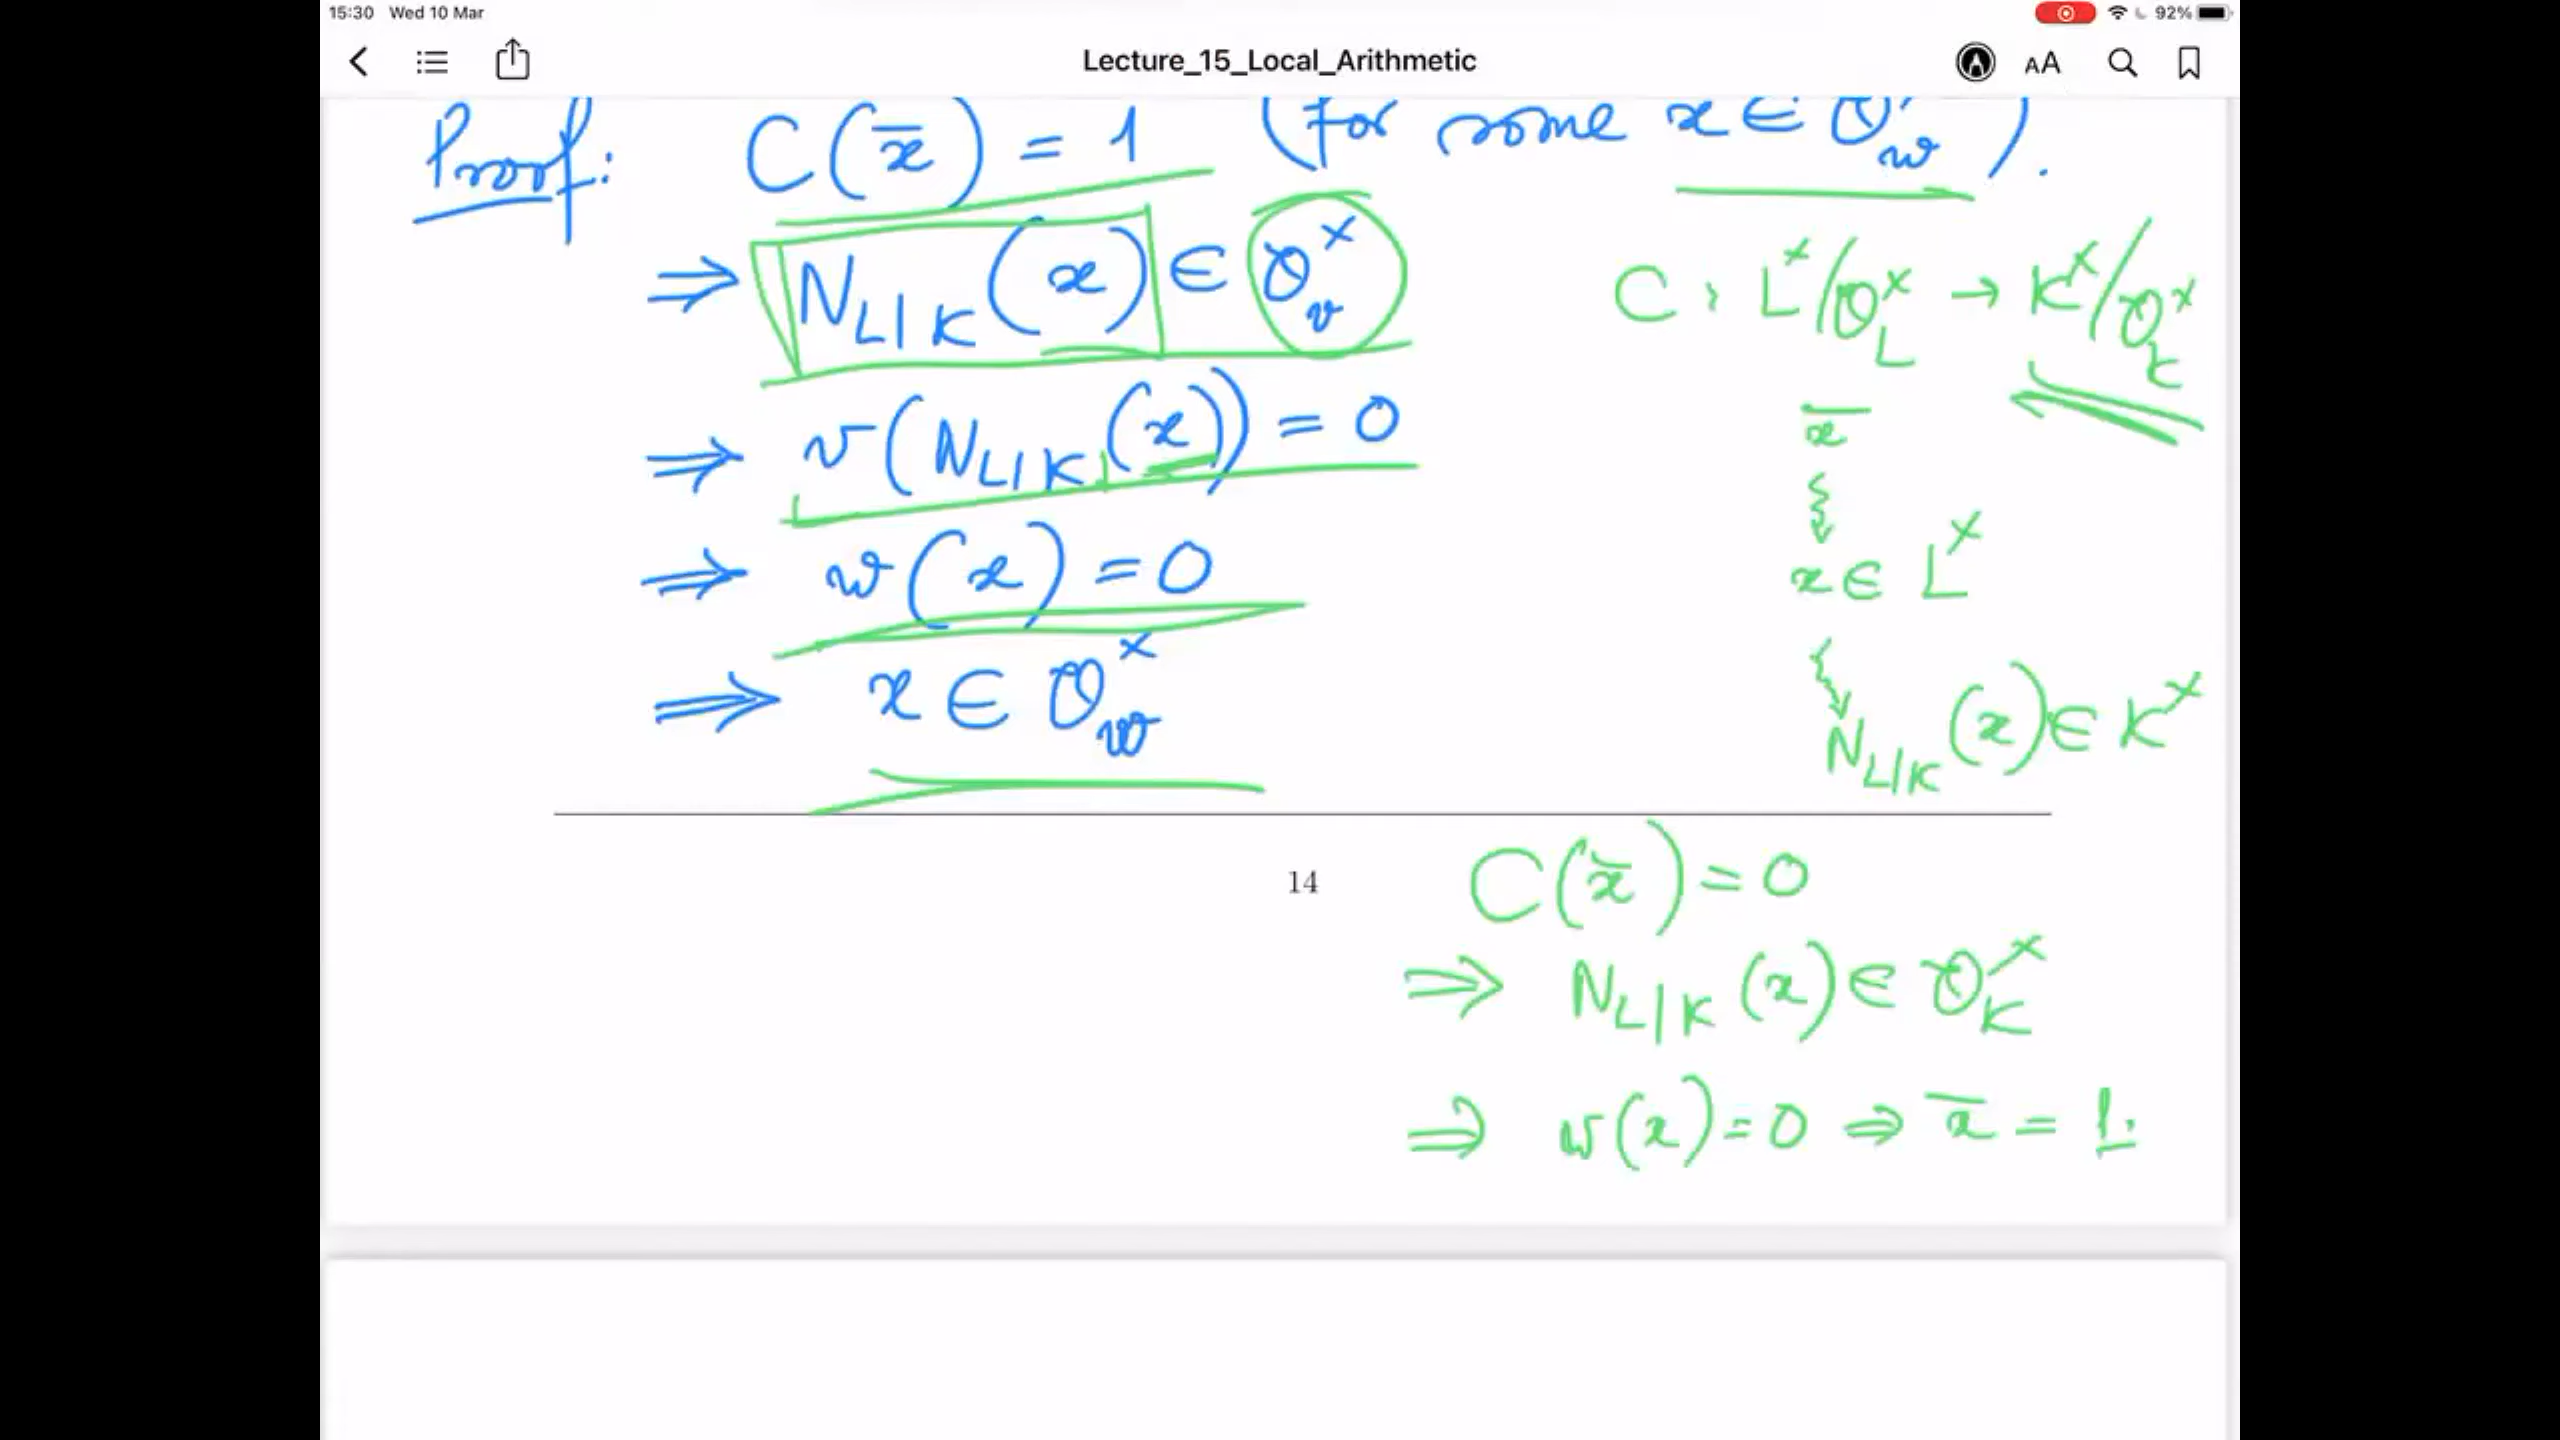 15:30 Wed 10 Mar 92%
Lecture_15_Local_Arithmetic
AA
Proof: C(x̄) = 1 (for some x ∈ O_w^×).
⇒ N_{L|K}(x) ∈ O_v^×
⇒ v(N_{L|K}(x)) = 0
⇒ w(x) = 0
⇒ x ∈ O_w^×
C : L^×/O_L^× → K^×/O_K^×
x̄
x ∈ L^×
N_{L|K}(x) ∈ K^×
14
C(x̄) = 0
⇒ N_{L|K}(x) ∈ O_K^×
⇒ w(x) = 0 ⇒ x̄ = 1.